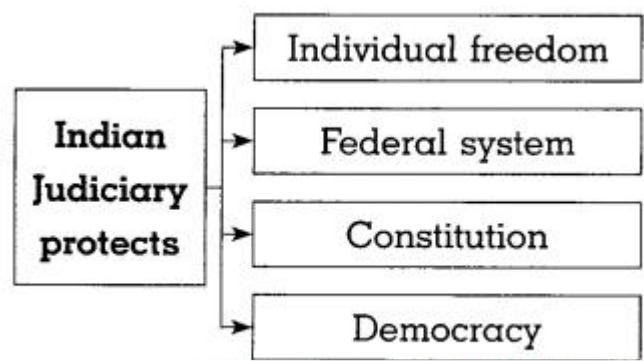 Indian
Judiciary
protects
Individual freedom
Federal system
Constitution
Democracy